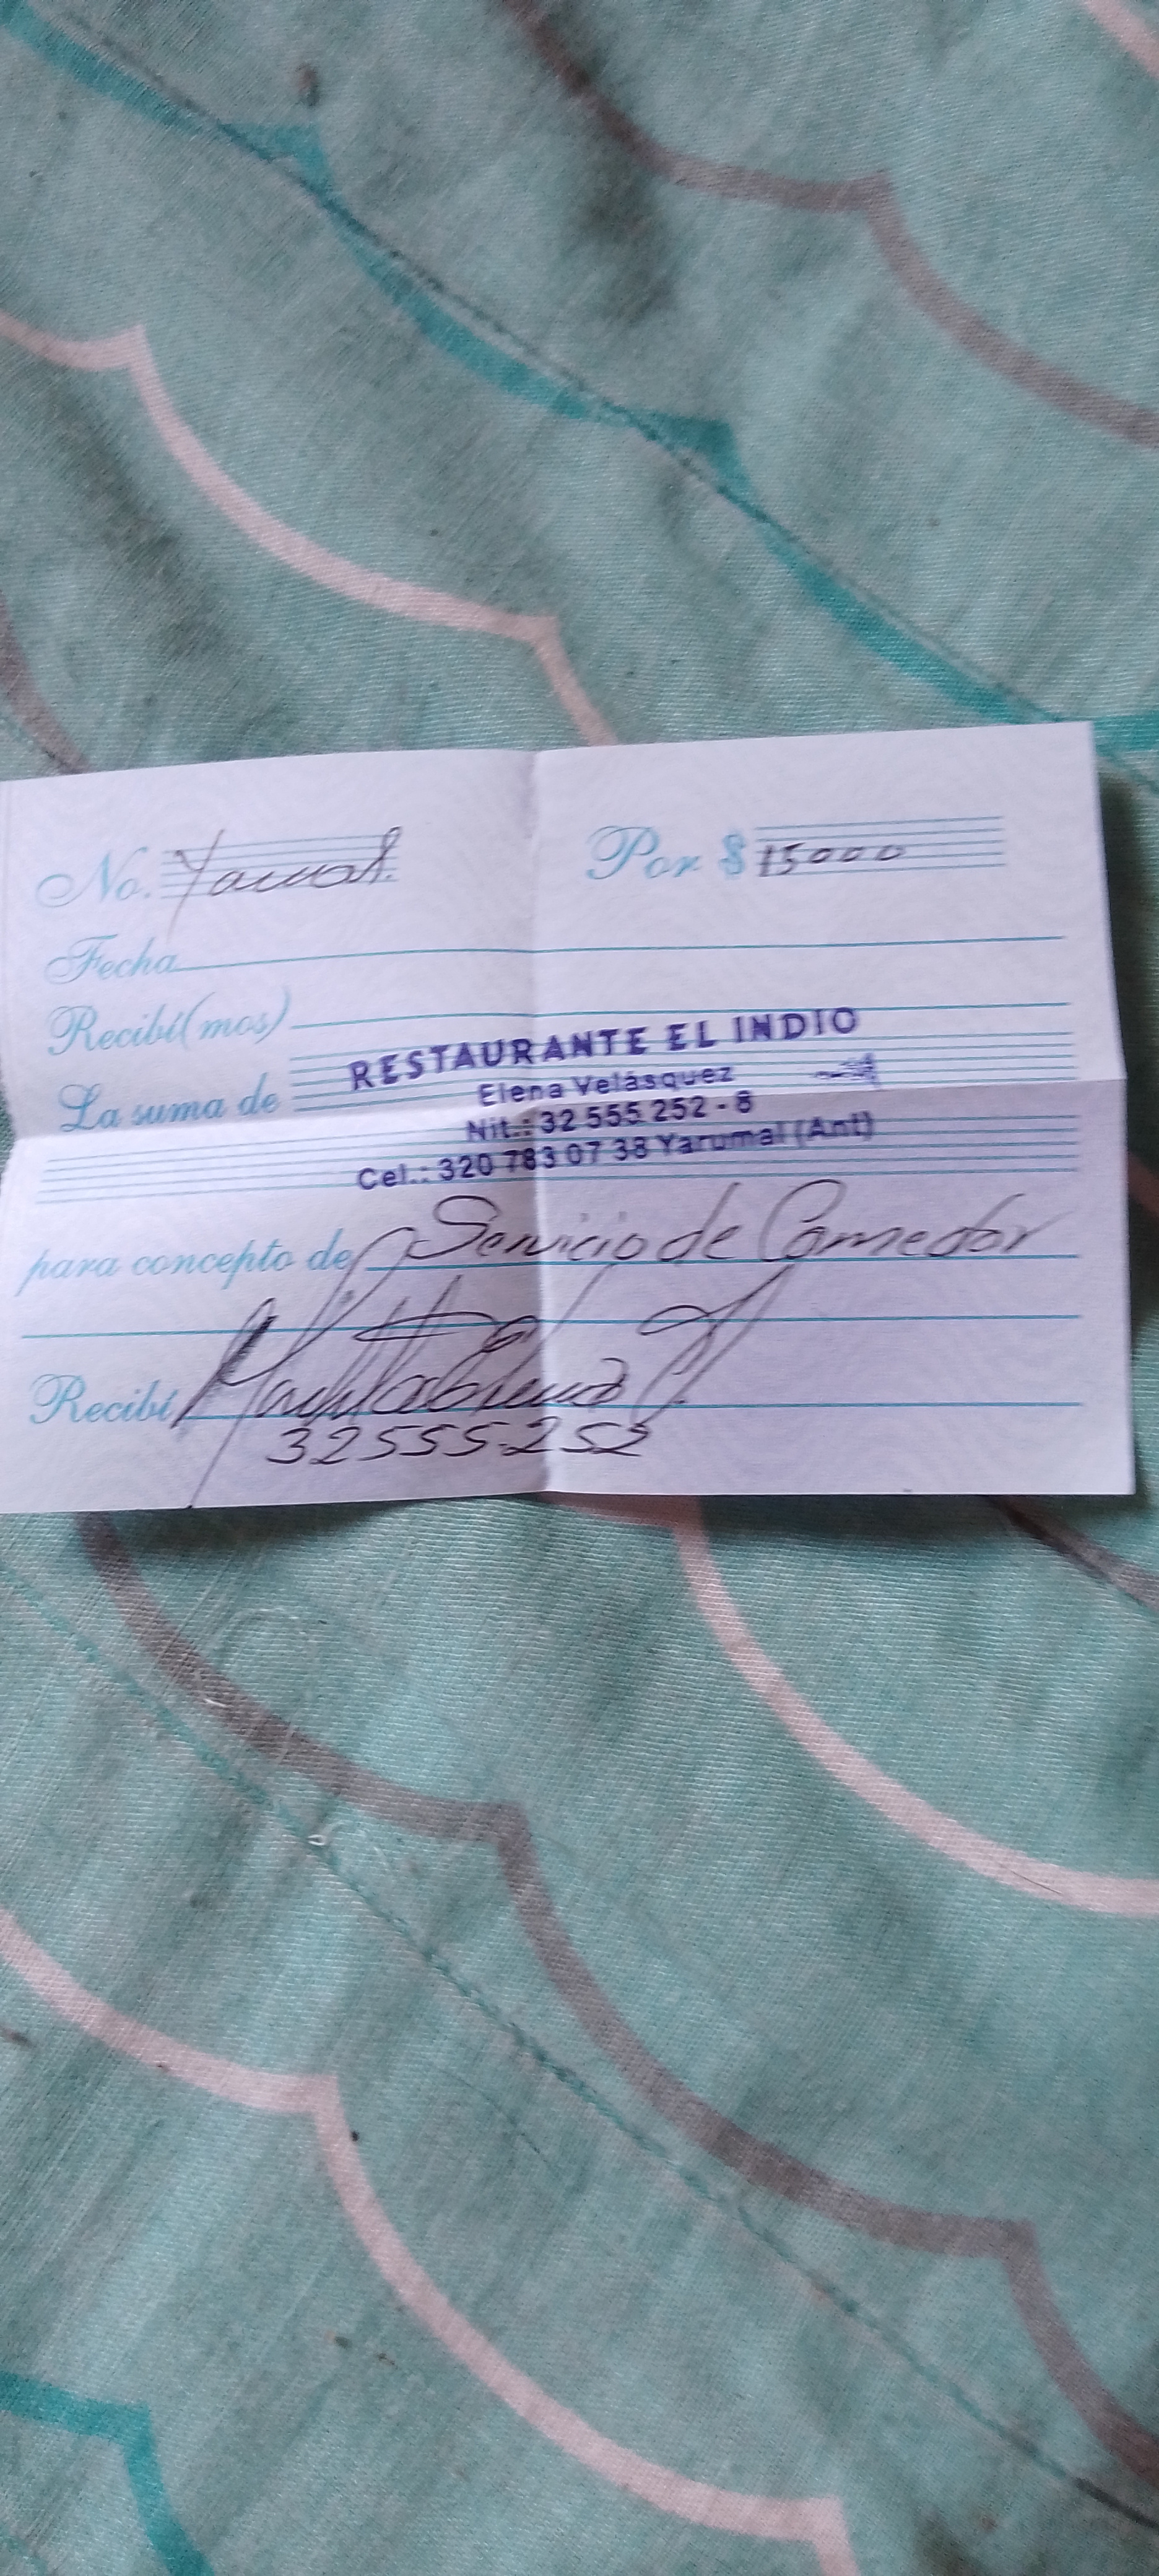 No. Yarumal. Por $ 15000
Fecha
Recibí(mos)
La suma de
RESTAURANTE EL INDIO
Elena Velásquez
Nit.: 32 555 252 - 8
Cel.: 320 783 07 38 Yarumal (Ant)
para concepto de Servicio de Comedor
Recibí
32555252